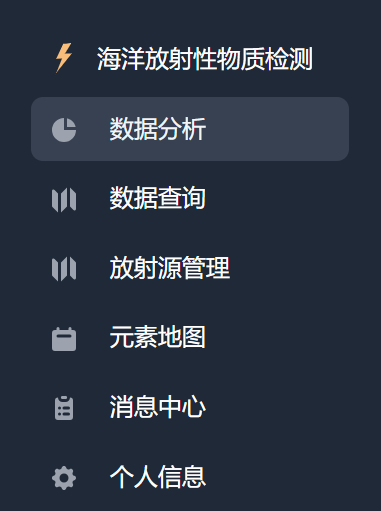 海洋放射性物质检测
数据分析
数据查询
放射源管理
元素地图
消息中心
个人信息